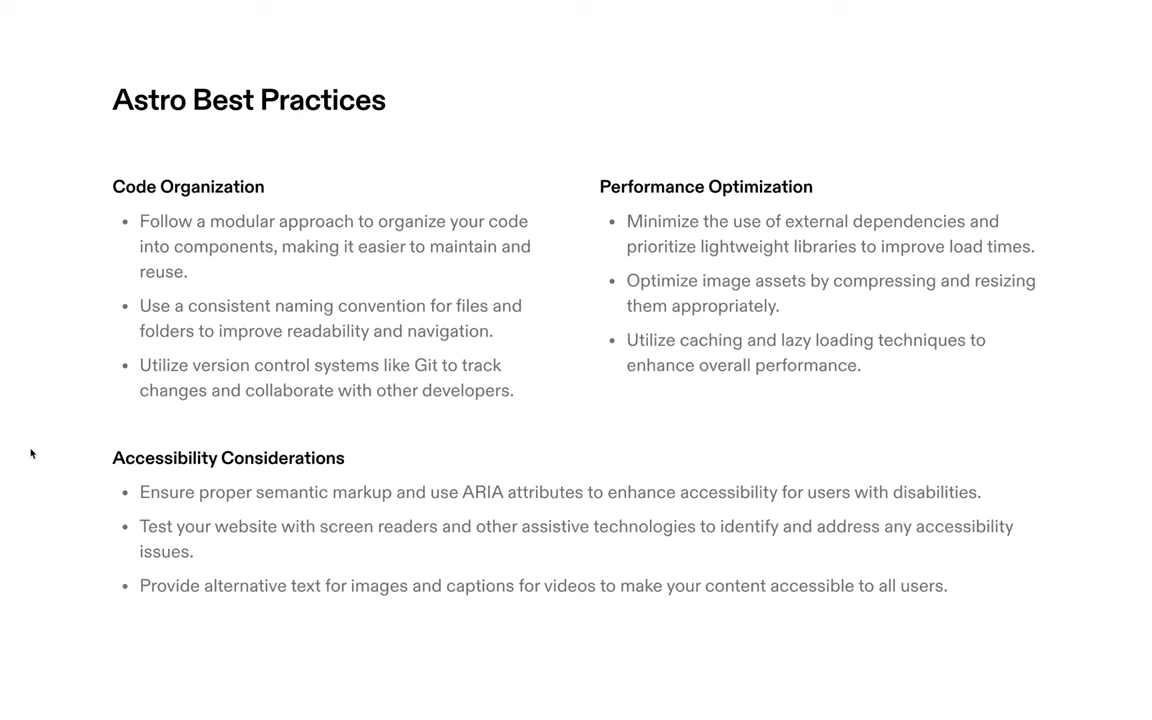 Astro Best Practices
Code Organization
• Follow a modular approach to organize your code
into components, making it easier to maintain and
reuse.
• Use a consistent naming convention for files and
folders to improve readability and navigation.
• Utilize version control systems like Git to track
changes and collaborate with other developers.
Performance Optimization
• Minimize the use of external dependencies and
prioritize lightweight libraries to improve load times.
• Optimize image assets by compressing and resizing
them appropriately.
• Utilize caching and lazy loading techniques to
enhance overall performance.
Accessibility Considerations
• Ensure proper semantic markup and use ARIA attributes to enhance accessibility for users with disabilities.
• Test your website with screen readers and other assistive technologies to identify and address any accessibility
issues.
• Provide alternative text for images and captions for videos to make your content accessible to all users.